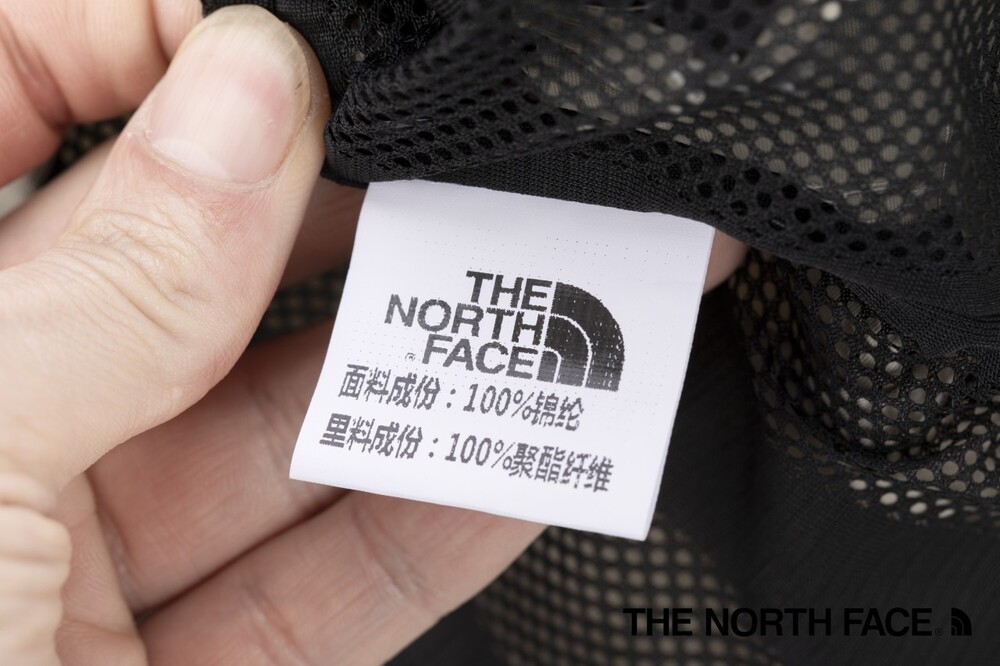 THE
NORTH
® FACE
面料成份：100%锦纶
里料成份：100%聚酯纤维
THE NORTH FACE